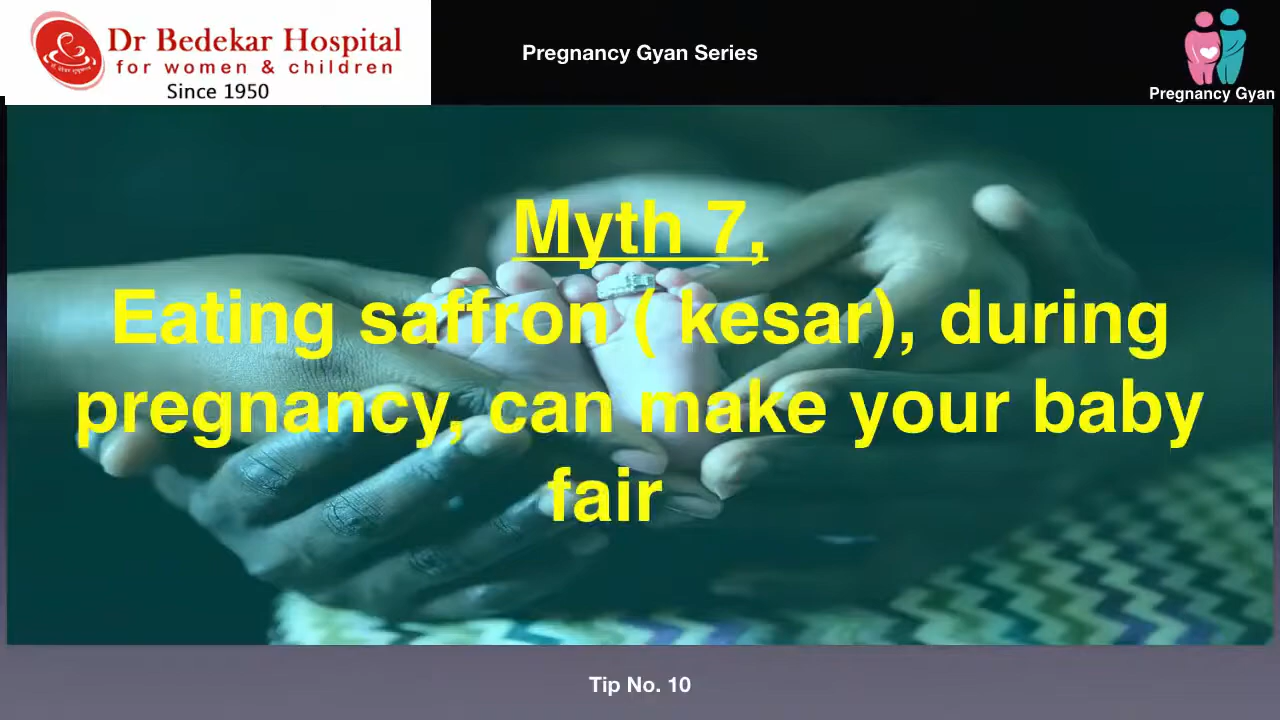 Dr Bedekar Hospital
for women & children
Since 1950
Pregnancy Gyan Series
Pregnancy Gyan
Myth 7,
Eating saffron ( kesar), during
pregnancy, can make your baby
fair
Tip No. 10